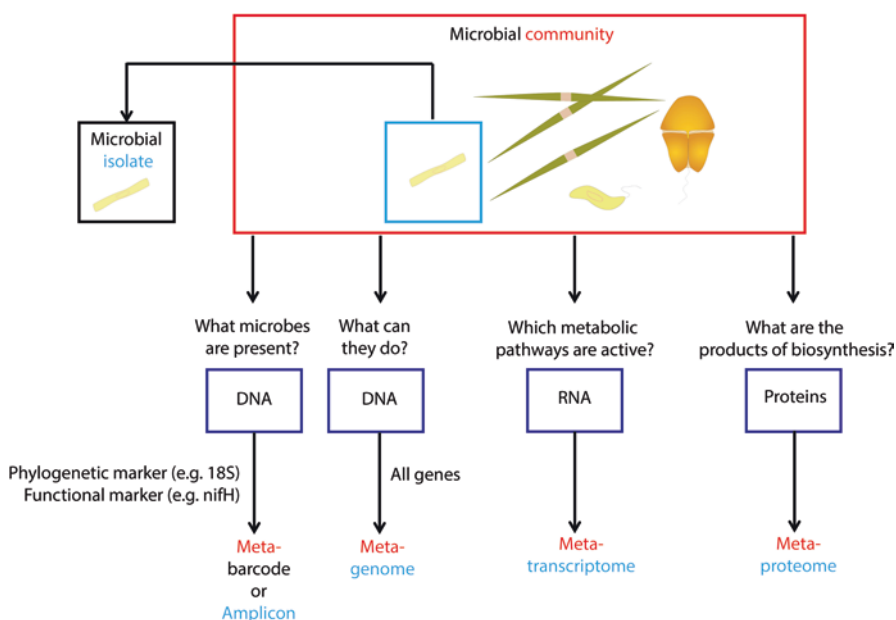 Microbial community
Microbial
isolate
What microbes
are present?
What can
they do?
Which metabolic
pathways are active?
What are the
products of biosynthesis?
DNA
DNA
RNA
Proteins
Phylogenetic marker (e.g. 18S)
Functional marker (e.g. nifH)
All genes
Meta-
barcode
or
Amplicon
Meta-
genome
Meta-
transcriptome
Meta-
proteome